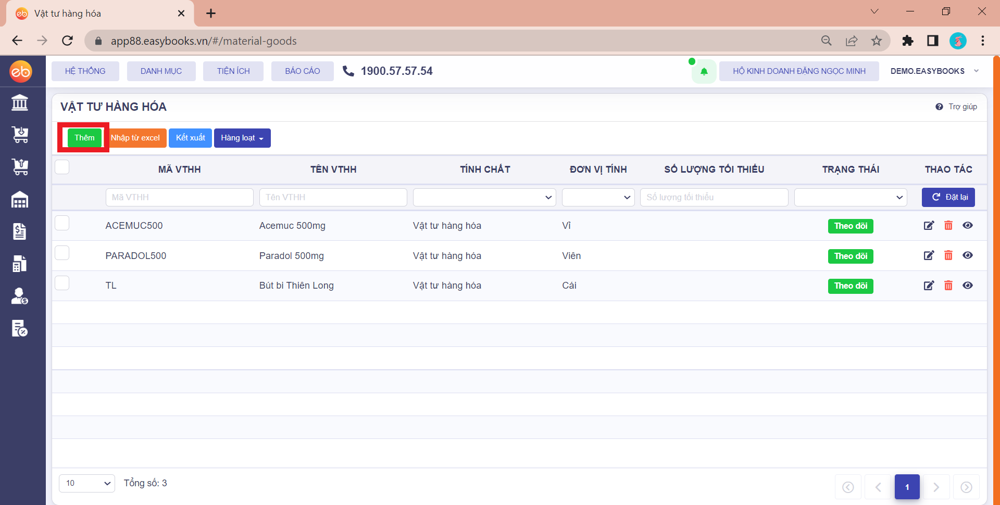 Vật tư hàng hóa
app88.easybooks.vn/#/material-goods
eb
HỆ THỐNG DANH MỤC TIỆN ÍCH BÁO CÁO 1900.57.57.54 HỘ KINH DOANH ĐẶNG NGỌC MINH DEMO.EASYBOOKS
VẬT TƯ HÀNG HÓA Trợ giúp
Thêm Nhập từ excel Kết xuất Hàng loạt
MÃ VTHH TÊN VTHH TÍNH CHẤT ĐƠN VỊ TÍNH SỐ LƯỢNG TỐI THIỂU TRẠNG THÁI THAO TÁC
Mã VTHH Tên VTHH Số lượng tối thiểu Đặt lại
ACEMUC500 Acemuc 500mg Vật tư hàng hóa Vỉ Theo dõi
PARADOL500 Paradol 500mg Vật tư hàng hóa Viên Theo dõi
TL Bút bi Thiên Long Vật tư hàng hóa Cái Theo dõi
10 Tổng số: 3 1